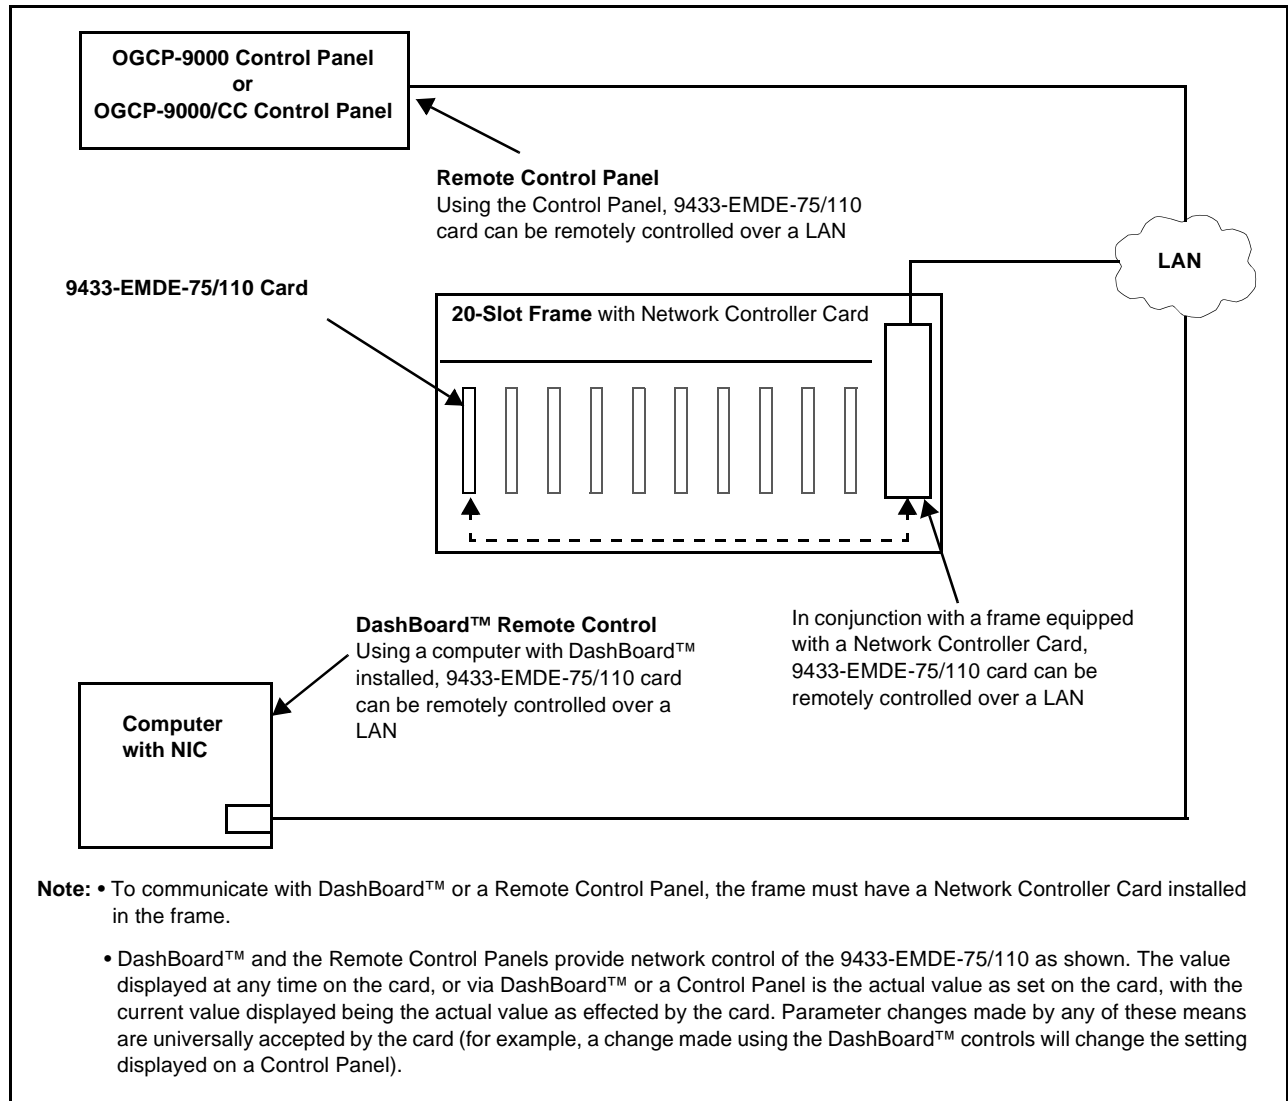 OGCP-9000 Control Panel
or
OGCP-9000/CC Control Panel
Remote Control Panel
Using the Control Panel, 9433-EMDE-75/110
card can be remotely controlled over a LAN
LAN
9433-EMDE-75/110 Card
20-Slot Frame with Network Controller Card
DashBoard™ Remote Control
Using a computer with DashBoard™
installed, 9433-EMDE-75/110 card
can be remotely controlled over a
LAN
In conjunction with a frame equipped
with a Network Controller Card,
9433-EMDE-75/110 card can be
remotely controlled over a LAN
Computer
with NIC
Note: • To communicate with DashBoard™ or a Remote Control Panel, the frame must have a Network Controller Card installed
in the frame.
• DashBoard™ and the Remote Control Panels provide network control of the 9433-EMDE-75/110 as shown. The value
displayed at any time on the card, or via DashBoard™ or a Control Panel is the actual value as set on the card, with the
current value displayed being the actual value as effected by the card. Parameter changes made by any of these means
are universally accepted by the card (for example, a change made using the DashBoard™ controls will change the setting
displayed on a Control Panel).